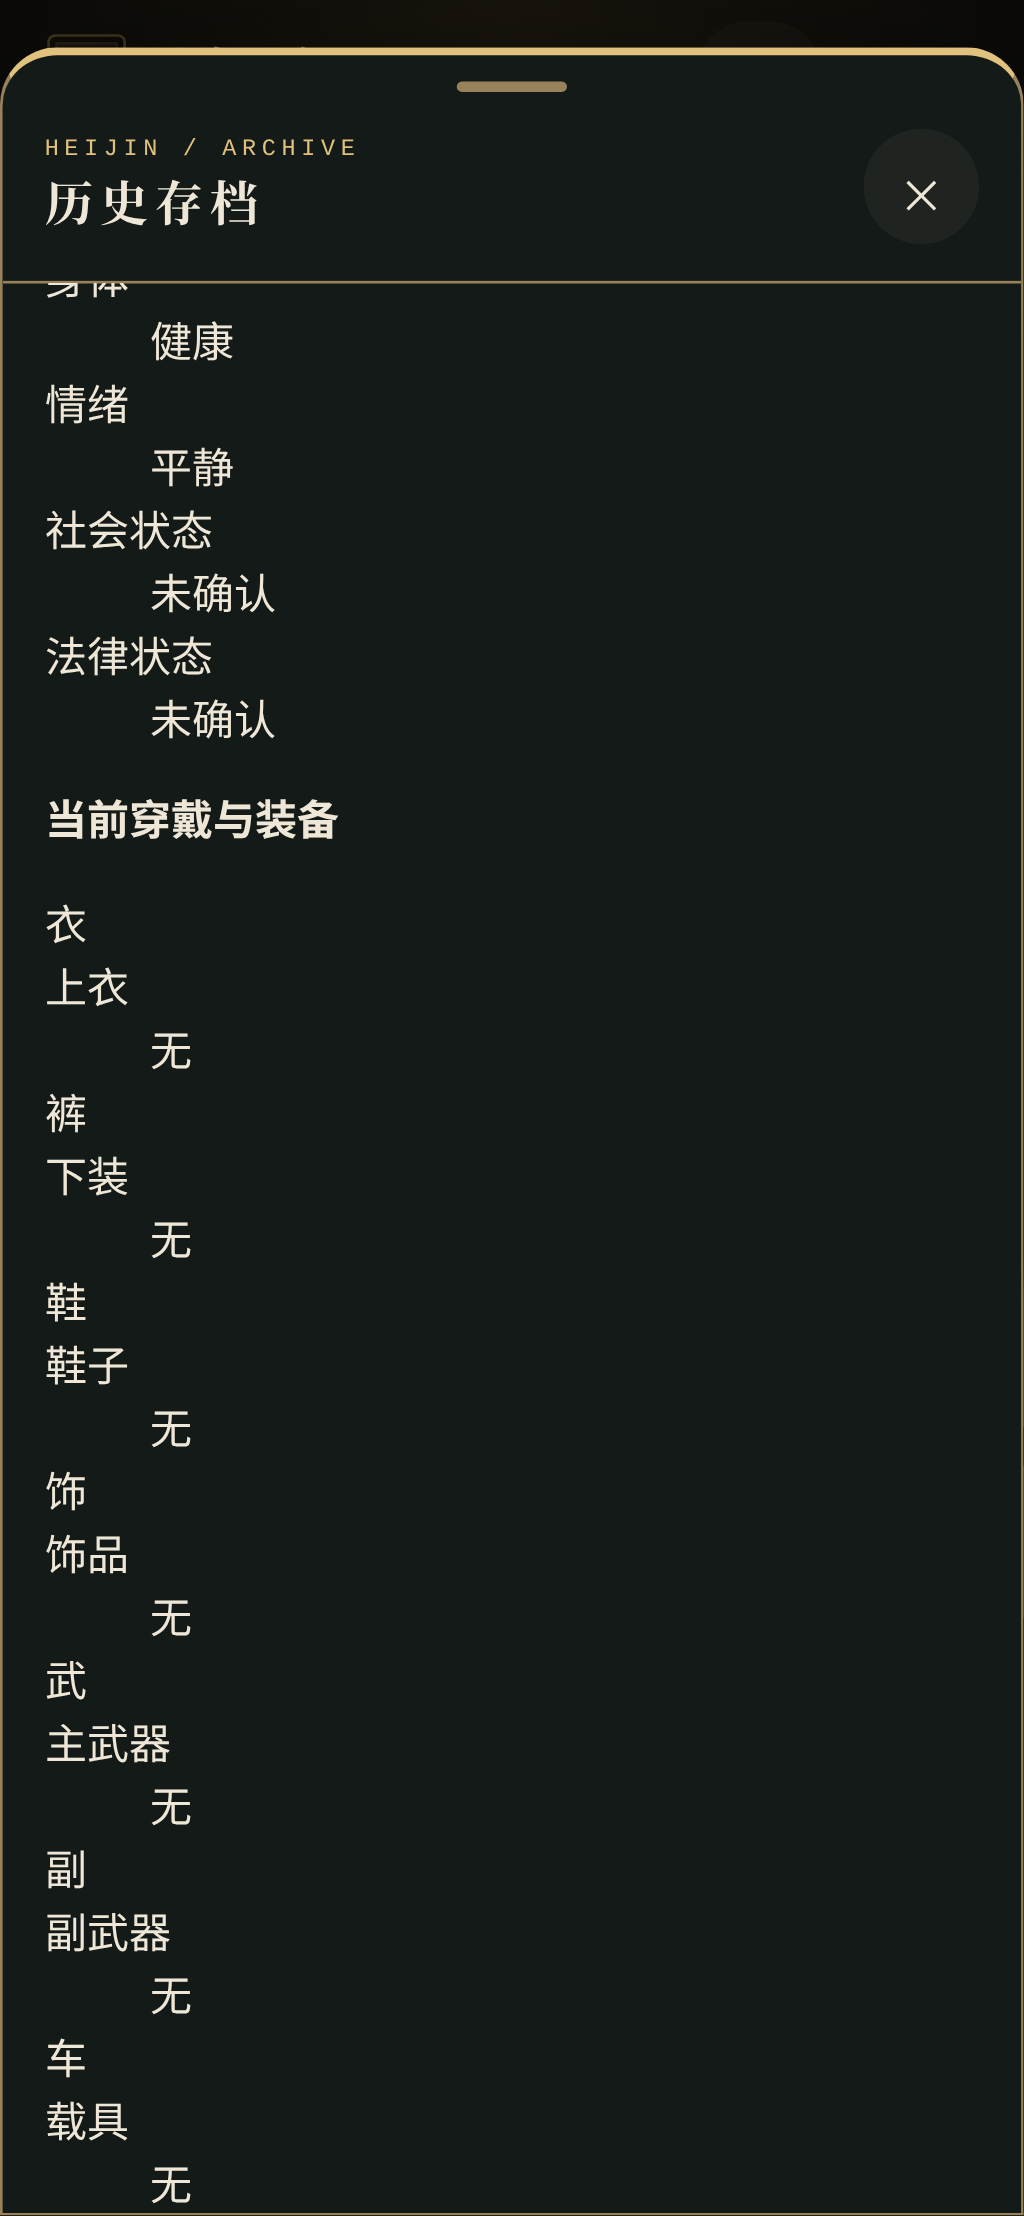 HEIJIN / ARCHIVE
历史存档
身体
健康
情绪
平静
社会状态
未确认
法律状态
未确认
当前穿戴与装备
衣
上衣
无
裤
下装
无
鞋
鞋子
无
饰
饰品
无
武
主武器
无
副
副武器
无
车
载具
无